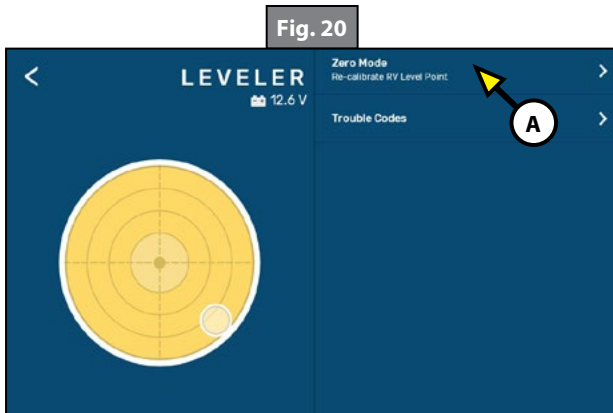 Fig. 20
<
LEVELER
12.6 V
Zero Mode
Re-calibrate RV Level Point
>
A
Trouble Codes
>